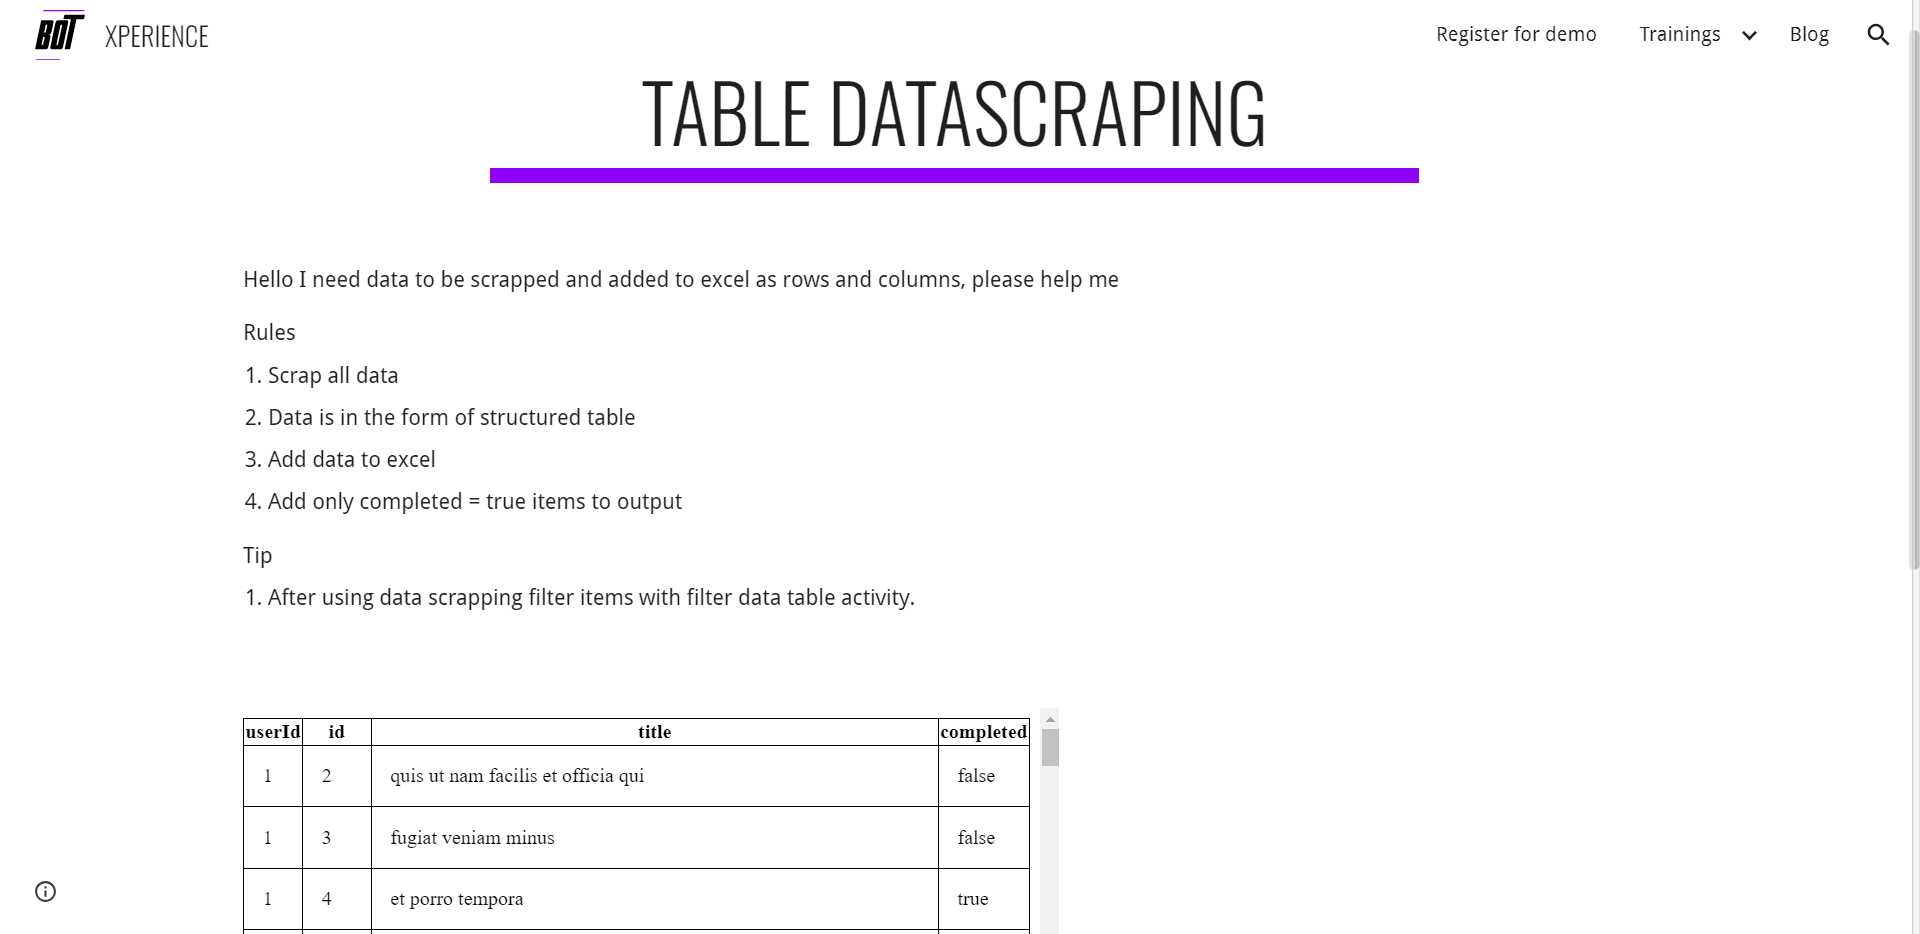 BOT XPERIENCE Register for demo Trainings Blog
TABLE DATASCRAPING
Hello I need data to be scrapped and added to excel as rows and columns, please help me
Rules
1. Scrap all data
2. Data is in the form of structured table
3. Add data to excel
4. Add only completed = true items to output
Tip
1. After using data scrapping filter items with filter data table activity.
userId id title completed
1 2 quis ut nam facilis et officia qui false
1 3 fugiat veniam minus false
1 4 et porro tempora true